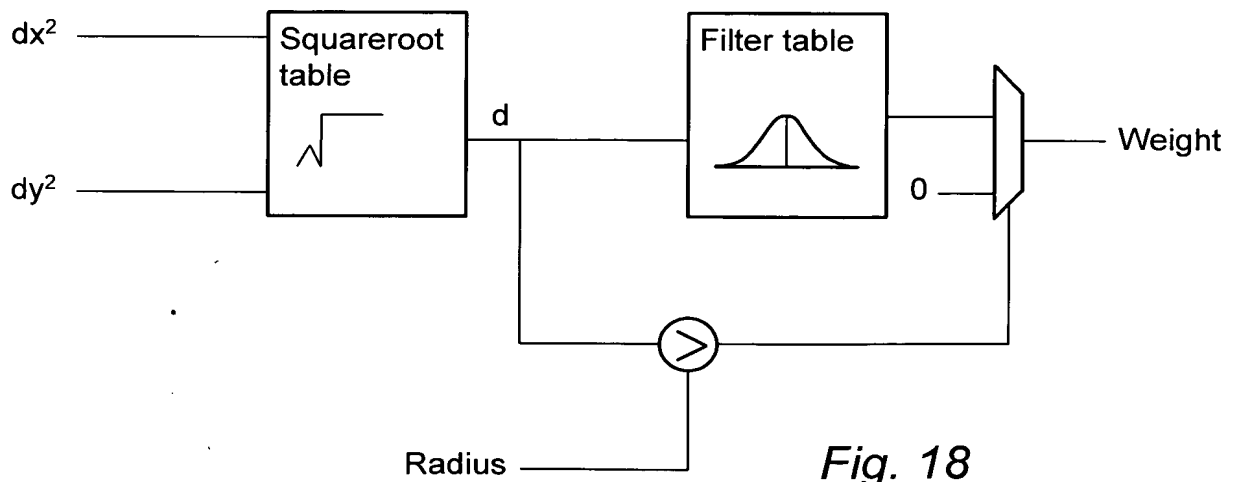 dx²
Squareroot
table
Filter table
d
Weight
dy²
0
>
Radius
Fig. 18